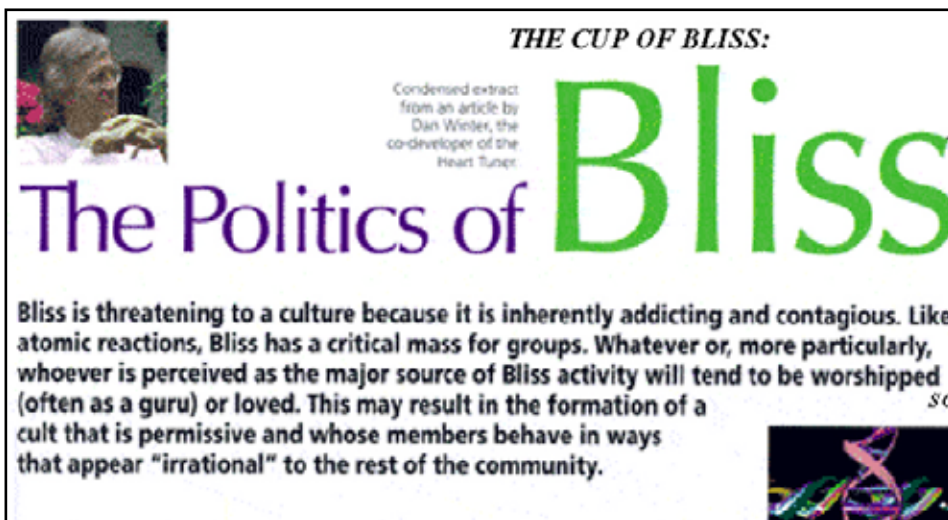 THE CUP OF BLISS:
Condensed extract
from an article by
Dan Winter, the
co-developer of the
Heart Tuner.
The Politics of Bliss
Bliss is threatening to a culture because it is inherently addicting and contagious. Like
atomic reactions, Bliss has a critical mass for groups. Whatever or, more particularly,
whoever is perceived as the major source of Bliss activity will tend to be worshipped
(often as a guru) or loved. This may result in the formation of a
cult that is permissive and whose members behave in ways
that appear "irrational" to the rest of the community.